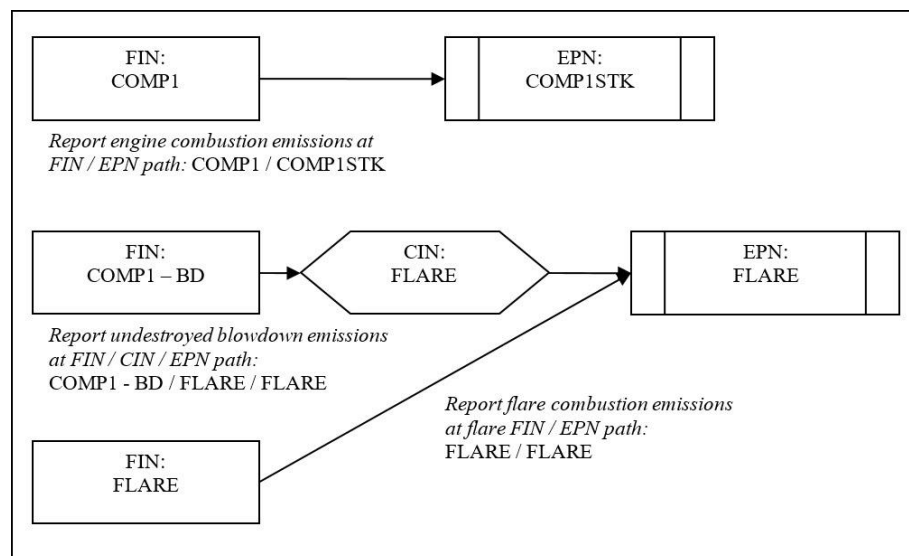 FIN:
COMP1
EPN:
COMP1STK
Report engine combustion emissions at
FIN / EPN path: COMP1 / COMP1STK
FIN:
COMP1 – BD
CIN:
FLARE
EPN:
FLARE
Report undestroyed blowdown emissions
at FIN / CIN / EPN path:
COMP1 - BD / FLARE / FLARE
Report flare combustion emissions
at flare FIN / EPN path:
FLARE / FLARE
FIN:
FLARE